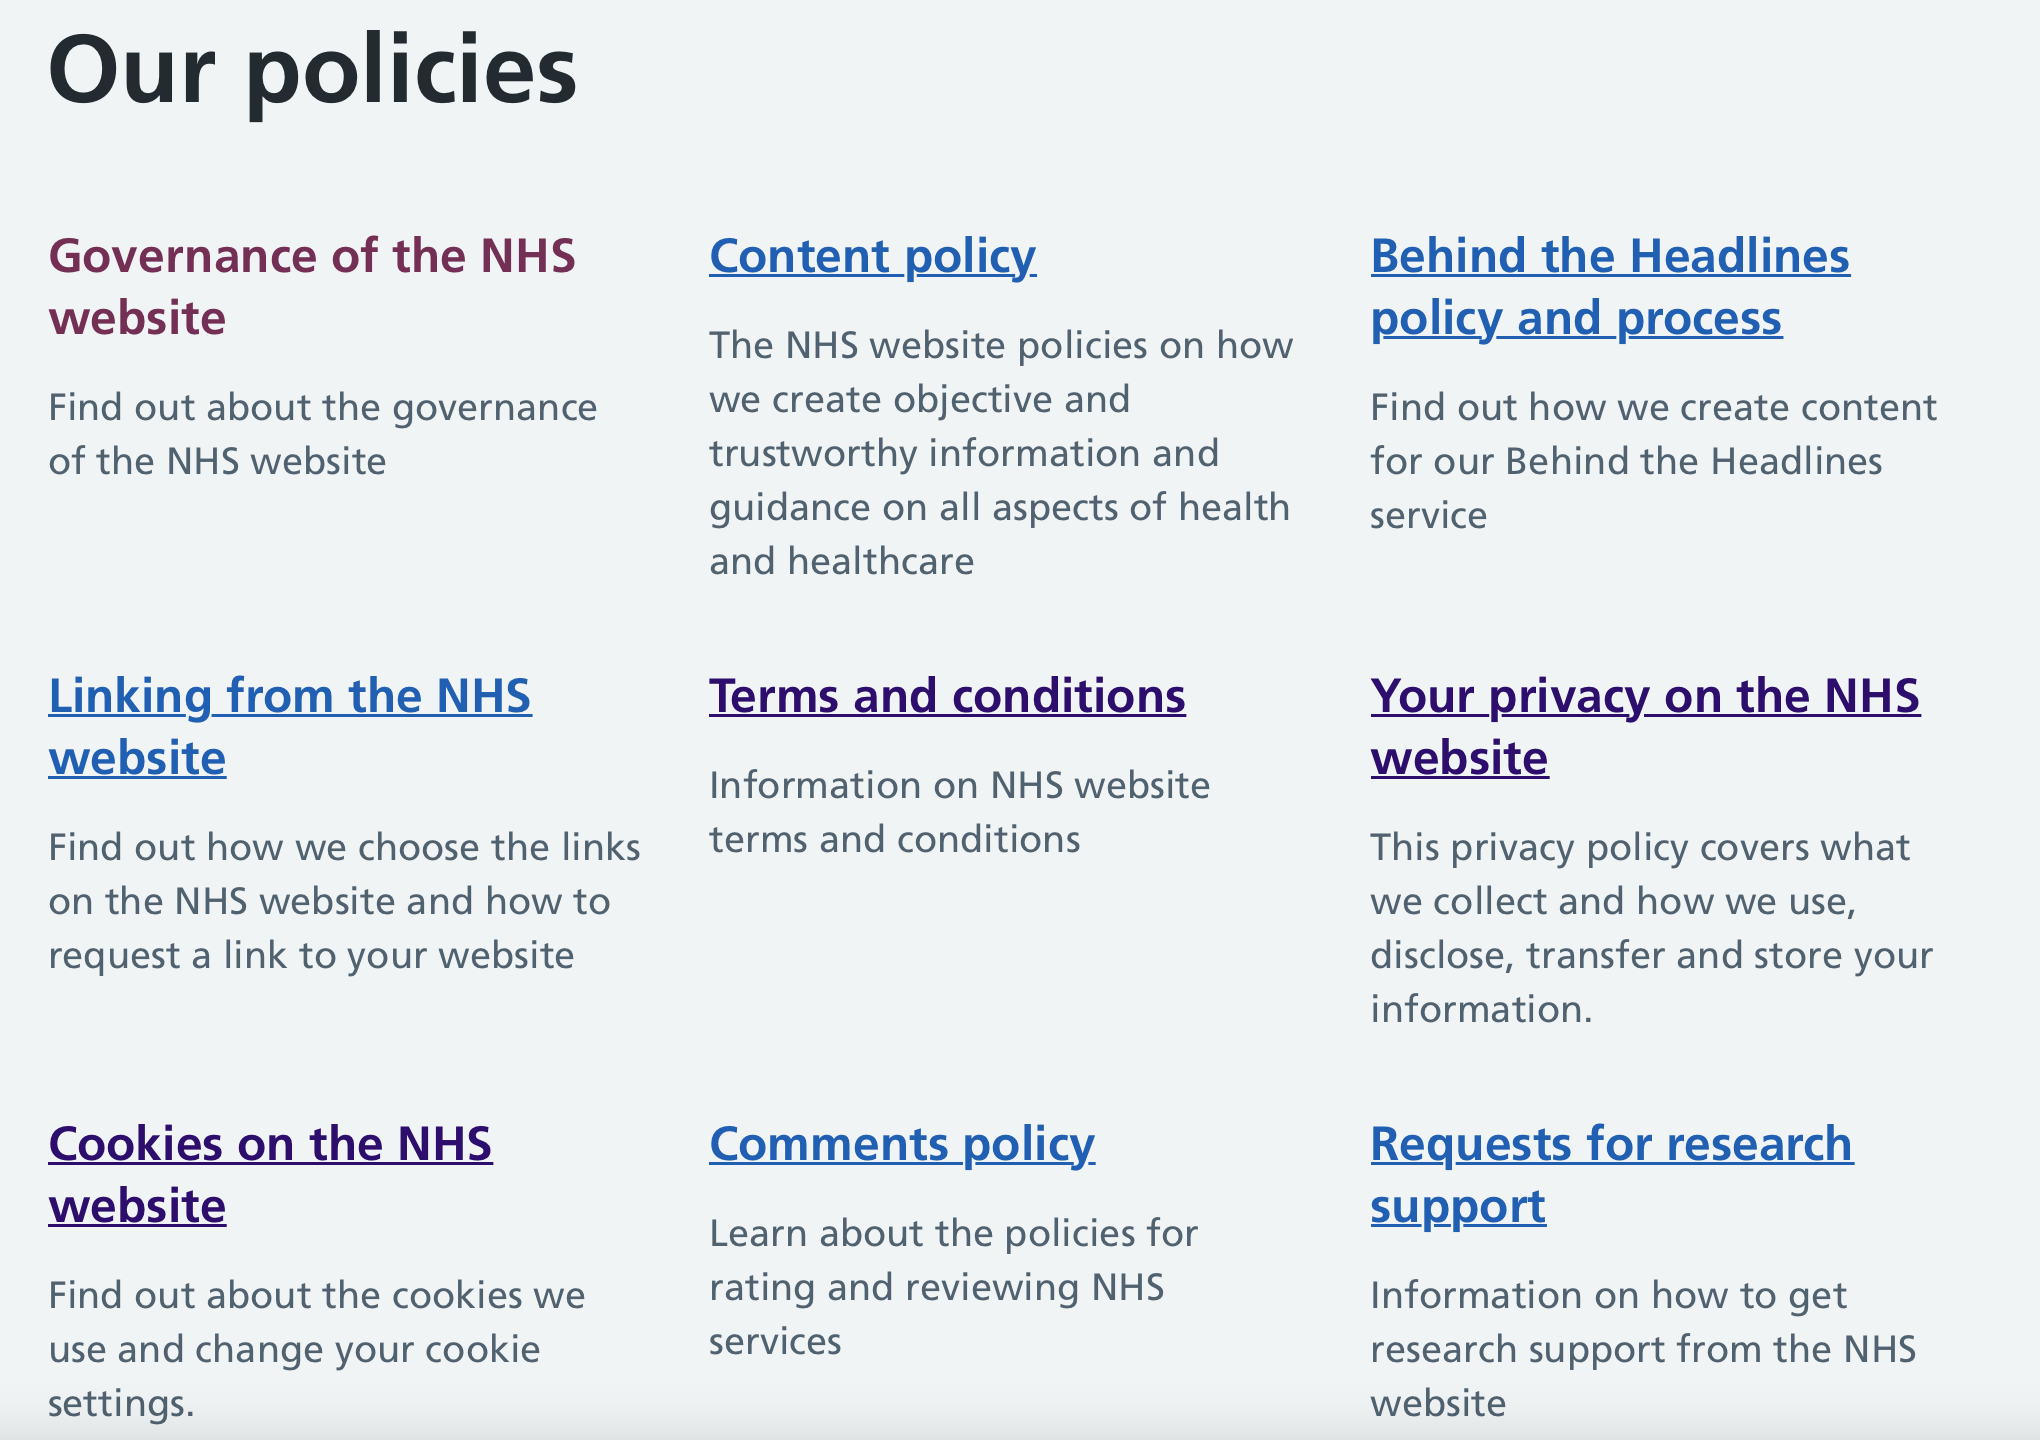 Our policies
Governance of the NHS
website
Find out about the governance
of the NHS website
Content policy
The NHS website policies on how
we create objective and
trustworthy information and
guidance on all aspects of health
and healthcare
Behind the Headlines
policy and process
Find out how we create content
for our Behind the Headlines
service
Linking from the NHS
website
Find out how we choose the links
on the NHS website and how to
request a link to your website
Terms and conditions
Information on NHS website
terms and conditions
Your privacy on the NHS
website
This privacy policy covers what
we collect and how we use,
disclose, transfer and store your
information.
Cookies on the NHS
website
Find out about the cookies we
use and change your cookie
settings.
Comments policy
Learn about the policies for
rating and reviewing NHS
services
Requests for research
support
Information on how to get
research support from the NHS
website